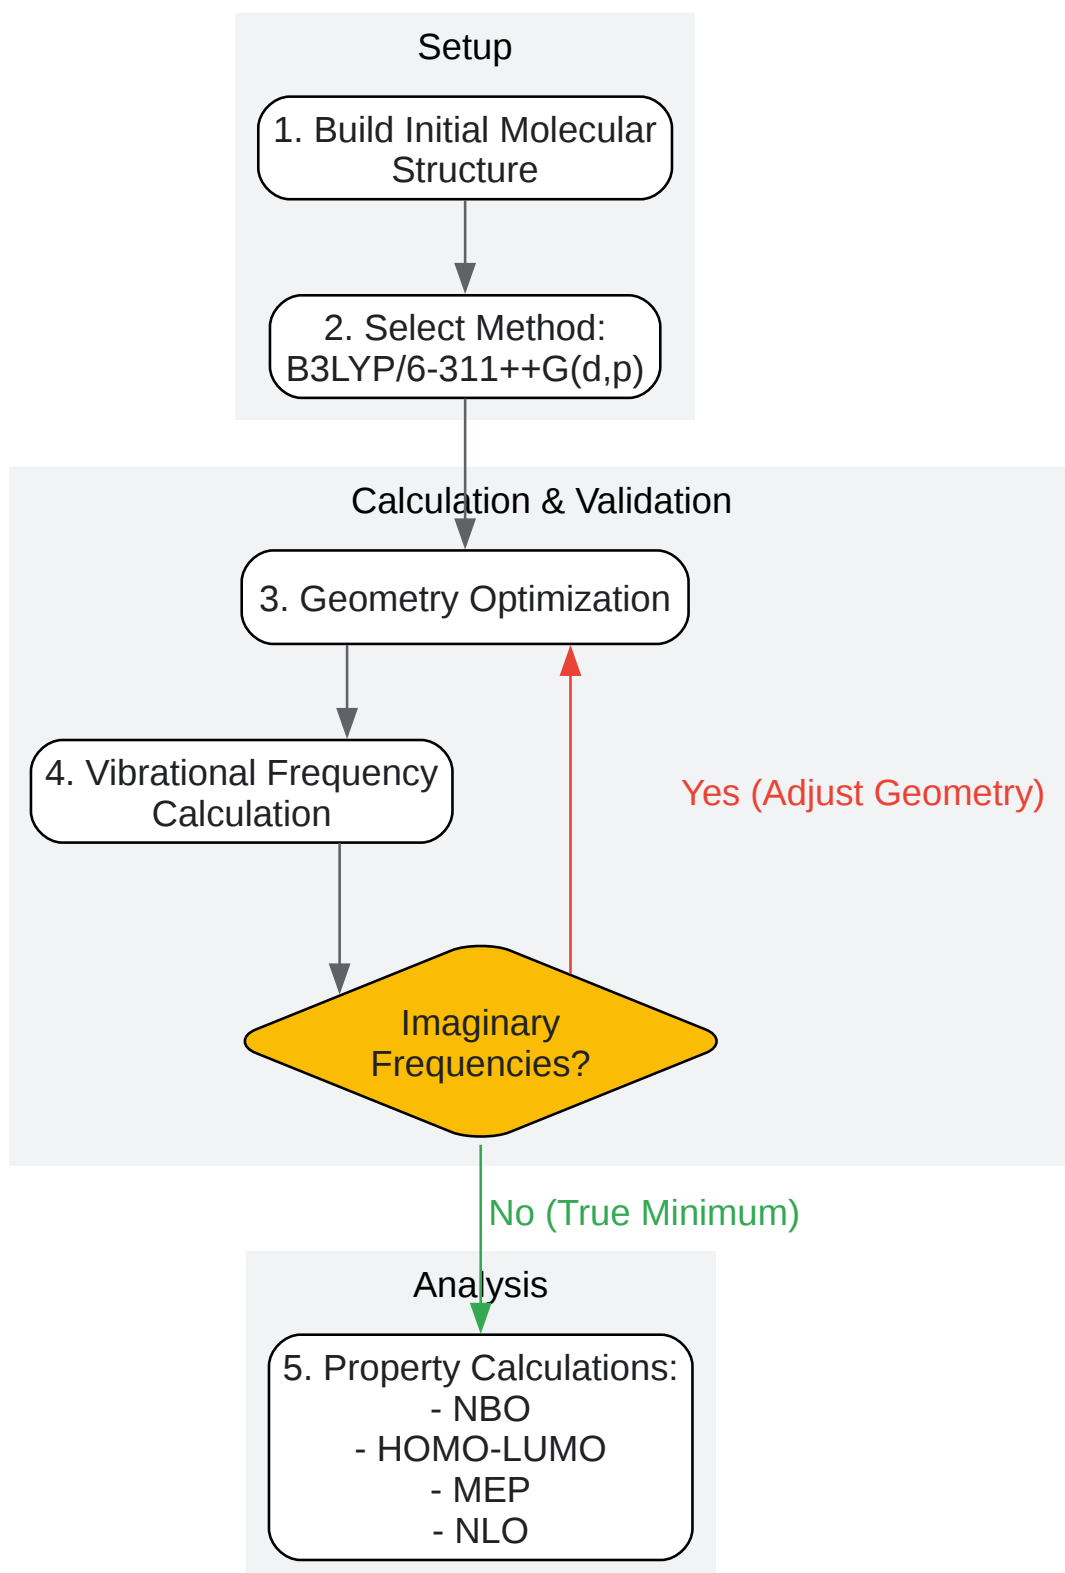 Setup
1. Build Initial Molecular
Structure
2. Select Method:
B3LYP/6-311++G(d,p)
Calculation & Validation
3. Geometry Optimization
4. Vibrational Frequency
Calculation
Yes (Adjust Geometry)
Imaginary
Frequencies?
No (True Minimum)
Analysis
5. Property Calculations:
- NBO
- HOMO-LUMO
- MEP
- NLO